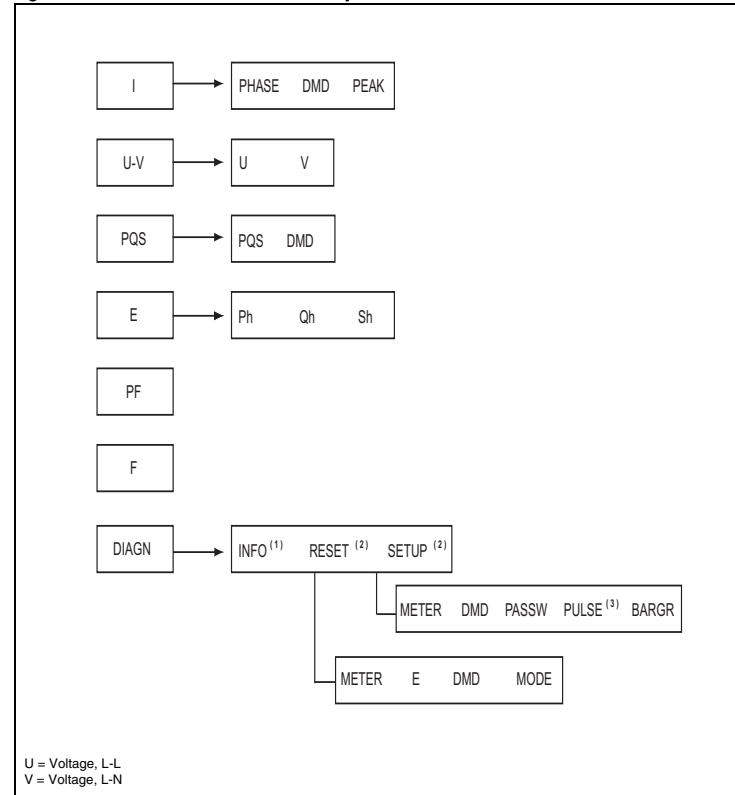 I PHASE DMD PEAK
U-V U V
PQS PQS DMD
E Ph Qh Sh
PF
F
DIAGN INFO (1) RESET (2) SETUP (2)
METER DMD PASSW PULSE (3) BARGR
METER E DMD MODE
U = Voltage, L-L
V = Voltage, L-N